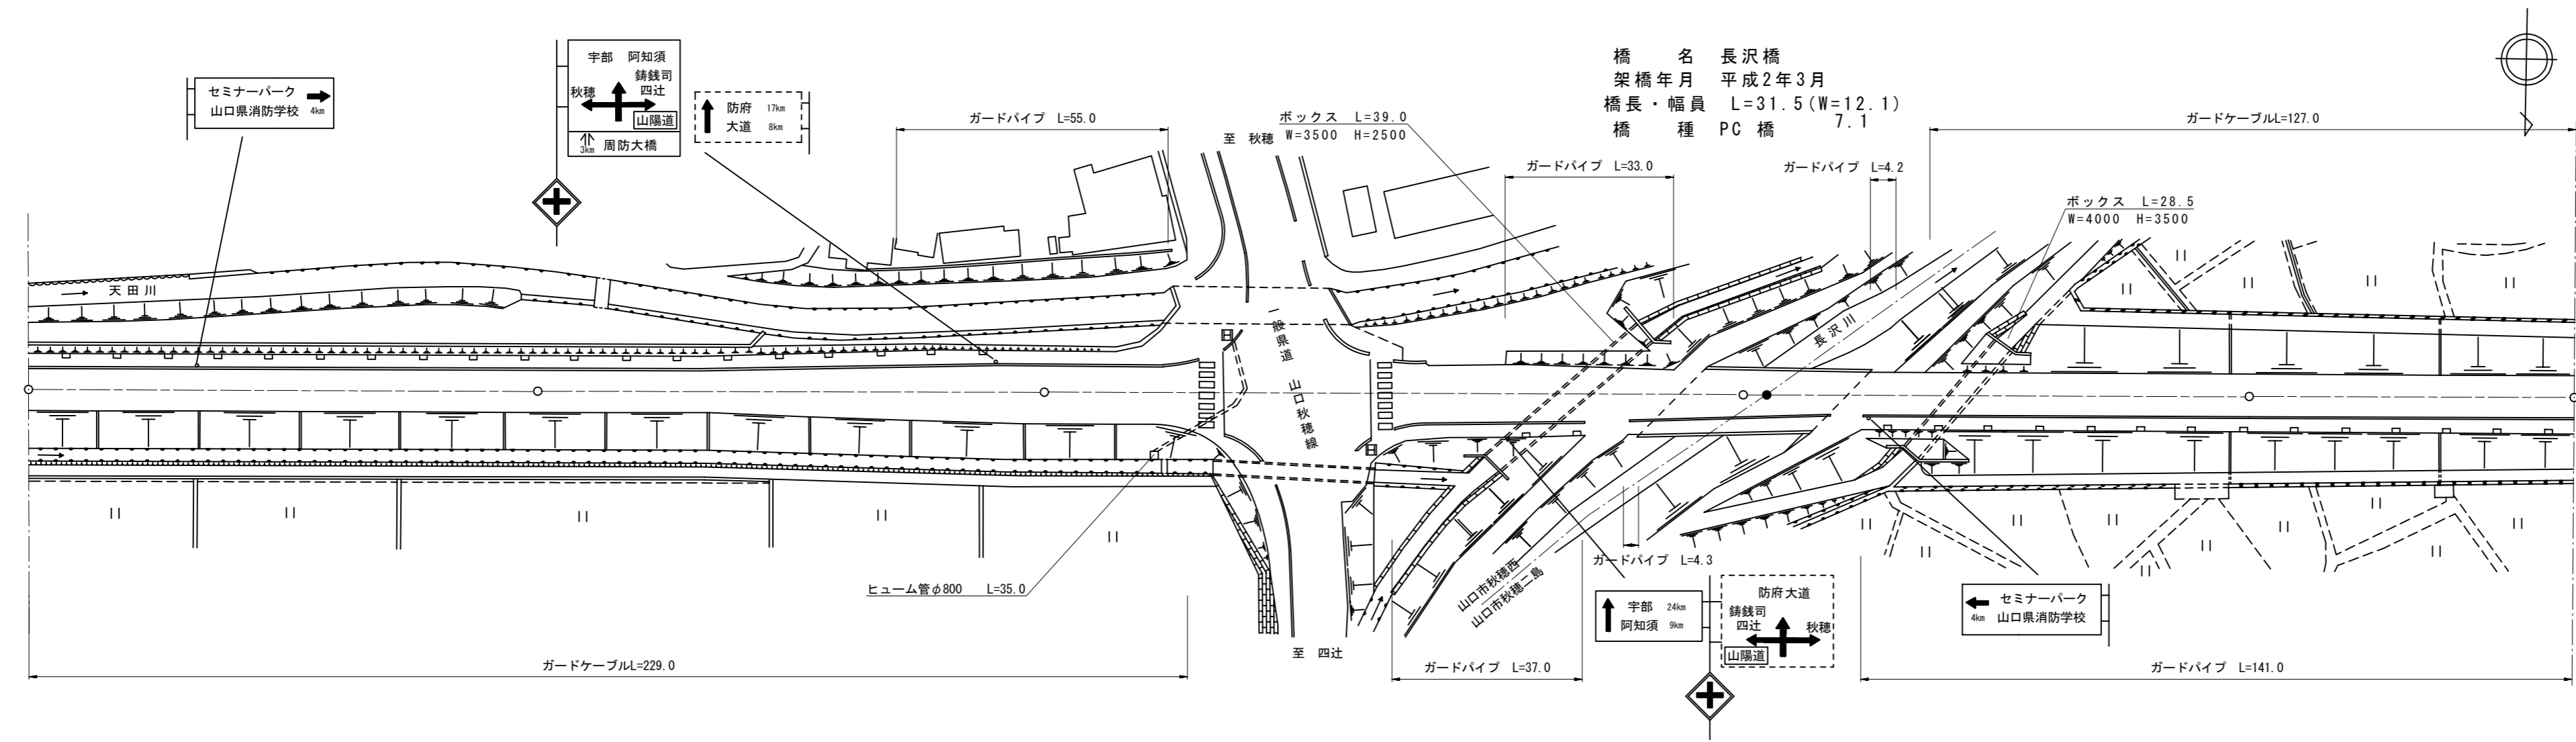 橋　名　長沢橋
架橋年月　平成2年3月
橋長・幅員　L=31.5(W=12.1)
7.1
橋　種　PC 橋
セミナーパーク
山口県消防学校 4km
宇部 阿知須
鋳銭司
秋穂 四辻
山陽道
3km 周防大橋
防府 17km
大道 8km
ガードパイプ L=55.0
至 秋穂
ボックス L=39.0
W=3500 H=2500
ガードパイプ L=33.0
ガードパイプ L=4.2
ガードケーブルL=127.0
ボックス L=28.5
W=4000 H=3500
天田川
一般県道 山口秋穂線
長沢川
ヒューム管φ800 L=35.0
山口市秋穂西
山口市秋穂二島
ガードパイプ L=4.3
宇部 24km
阿知須 9km
防府 大道
鋳銭司
四辻 秋穂
山陽道
セミナーパーク
4km 山口県消防学校
至 四辻
ガードケーブルL=229.0
ガードパイプ L=37.0
ガードパイプ L=141.0